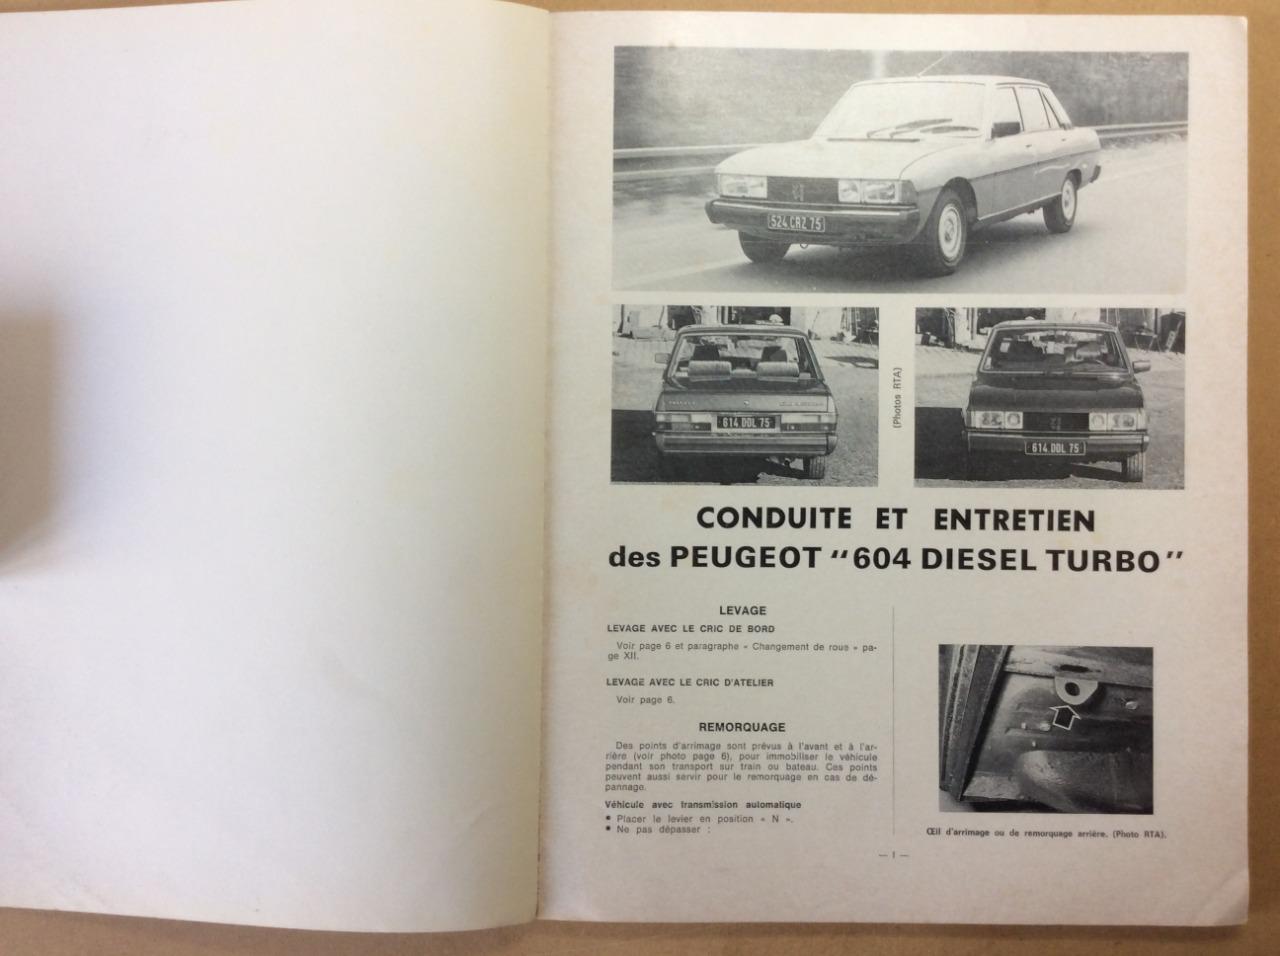 524 CRZ 75
614 DDL 75
(Photos RTA)
614 DDL 75
CONDUITE ET ENTRETIEN
des PEUGEOT "604 DIESEL TURBO"
LEVAGE
LEVAGE AVEC LE CRIC DE BORD
Voir page 6 et paragraphe « Changement de roue » pa-
ge XII.
LEVAGE AVEC LE CRIC D'ATELIER
Voir page 6.
REMORQUAGE
Des points d'arrimage sont prévus à l'avant et à l'ar-
rière (voir photo page 6), pour immobiliser le véhicule
pendant son transport sur train ou bateau. Ces points
peuvent aussi servir pour le remorquage en cas de dé-
pannage.
Véhicule avec transmission automatique
• Placer le levier en position « N ».
• Ne pas dépasser :
Œil d'arrimage ou de remorquage arrière. (Photo RTA).
— I —